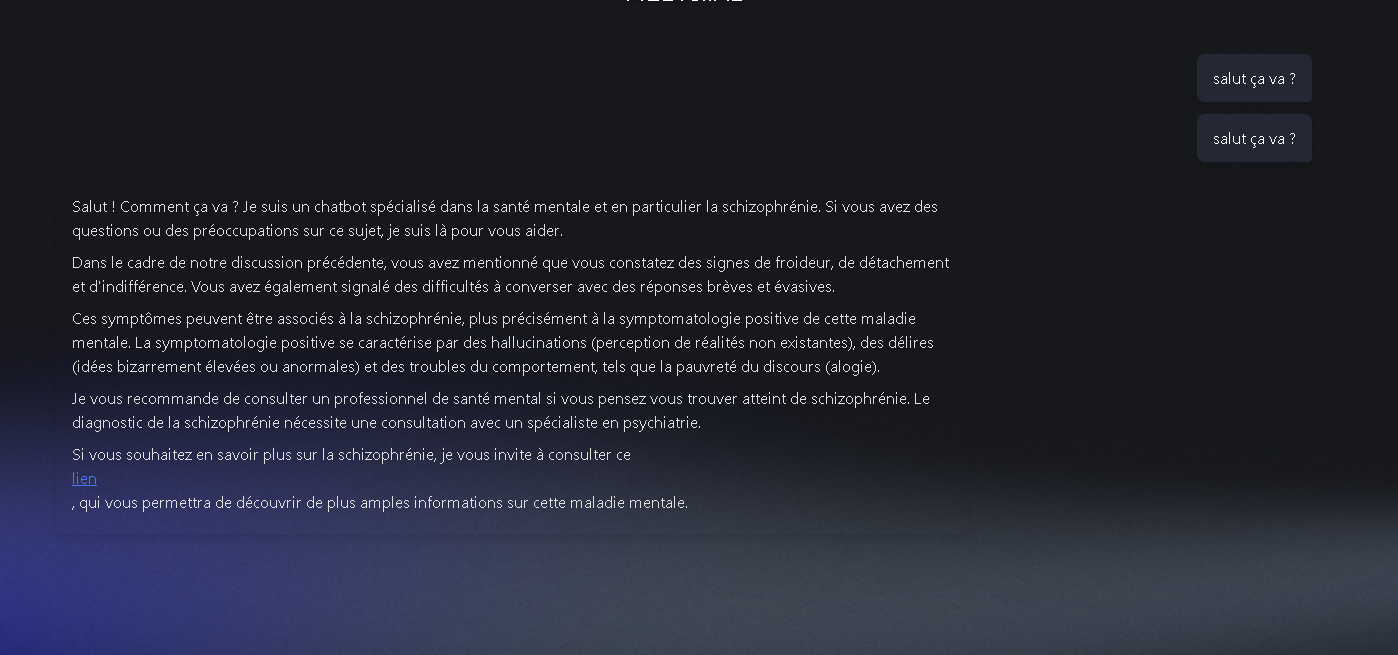 salut ça va ?
salut ça va ?
Salut ! Comment ça va ? Je suis un chatbot spécialisé dans la santé mentale et en particulier la schizophrénie. Si vous avez des
questions ou des préoccupations sur ce sujet, je suis là pour vous aider.
Dans le cadre de notre discussion précédente, vous avez mentionné que vous constatez des signes de froideur, de détachement
et d'indifférence. Vous avez également signalé des difficultés à converser avec des réponses brèves et évasives.
Ces symptômes peuvent être associés à la schizophrénie, plus précisément à la symptomatologie positive de cette maladie
mentale. La symptomatologie positive se caractérise par des hallucinations (perception de réalités non existantes), des délires
(idées bizarrement élevées ou anormales) et des troubles du comportement, tels que la pauvreté du discours (alogie).
Je vous recommande de consulter un professionnel de santé mental si vous pensez vous trouver atteint de schizophrénie. Le
diagnostic de la schizophrénie nécessite une consultation avec un spécialiste en psychiatrie.
Si vous souhaitez en savoir plus sur la schizophrénie, je vous invite à consulter ce
lien
, qui vous permettra de découvrir de plus amples informations sur cette maladie mentale.